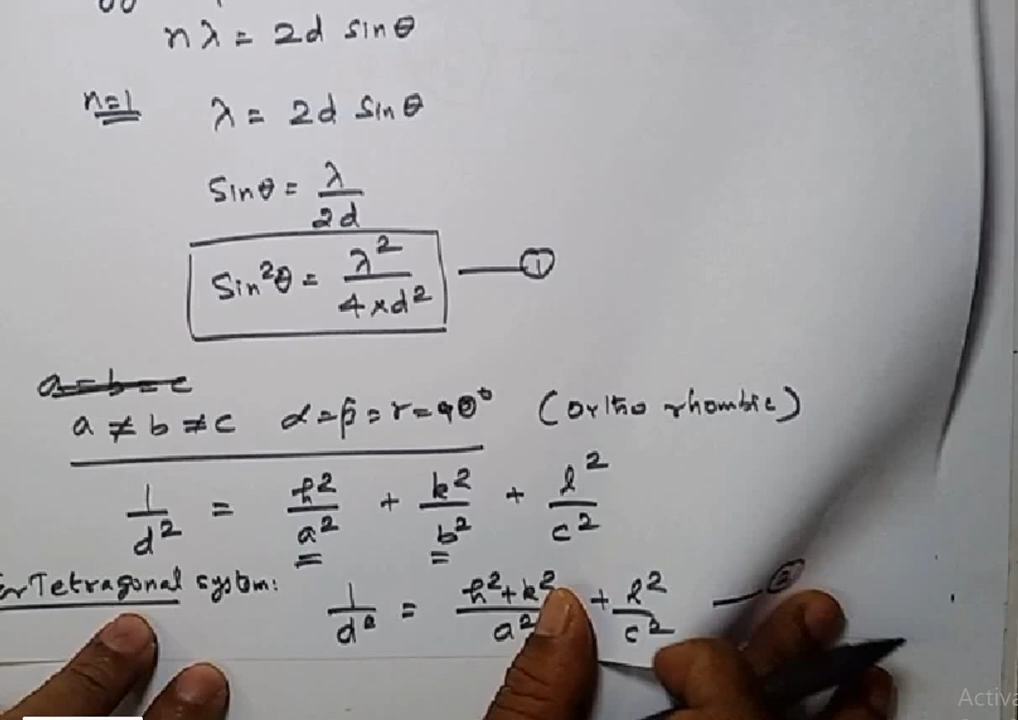 nλ = 2d sinθ
n=1 λ = 2d sinθ
Sinθ = λ/2d
Sin²θ = λ²/4×d² —①
a=b=c
a ≠ b ≠ c α=β=r=90° (Ortho rhombic)
1/d² = h²/a² + k²/b² + l²/c²
Tetragonal system: 1/d² = h²+k²/a² + l²/c² —②
Activa